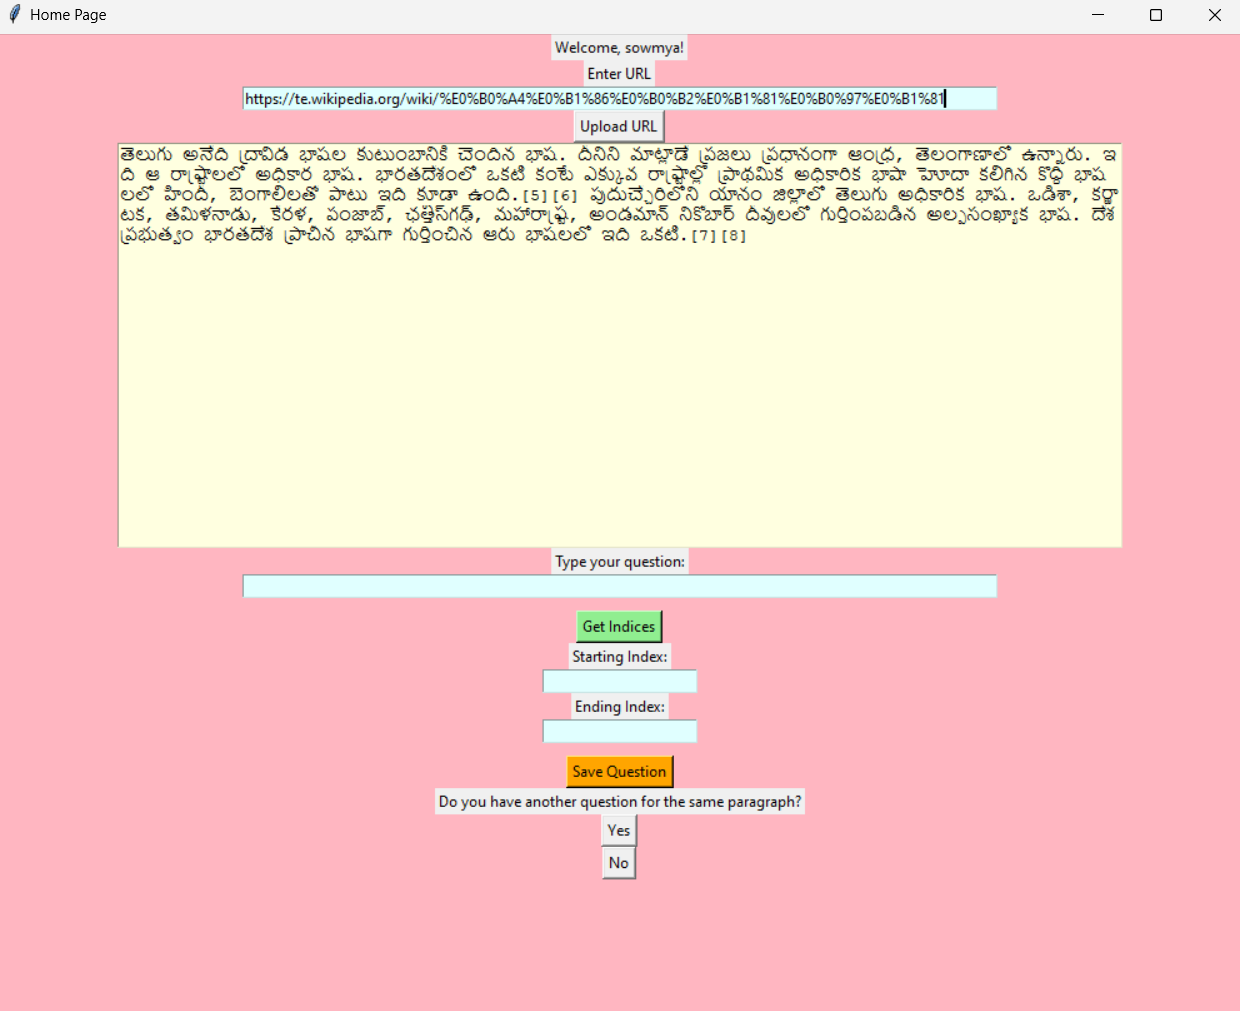 Home Page
Welcome, sowmya!
Enter URL
https://te.wikipedia.org/wiki/%E0%B0%A4%E0%B1%86%E0%B0%B2%E0%B1%81%E0%B0%97%E0%B1%81
Upload URL
తెలుగు అనేది ద్రావిడ భాషల కుటుంబానికి చెందిన భాష. దీనిని మాట్లాడే ప్రజలు ప్రధానంగా ఆంధ్ర, తెలంగాణాలో ఉన్నారు. ఇ
ది ఆ రాష్ట్రాలలో అధికార భాష. భారతదేశంలో ఒకటి కంటే ఎక్కువ రాష్ట్రాల్లో ప్రాథమిక అధికారిక భాషా హెూదా కలిగిన కొద్ది భాష
లలో హిందీ, బెంగాలీలతో పాటు ఇది కూడా ఉంది.[5][6] పుదుచ్చేరిలోని యానం జిల్లాలో తెలుగు అధికారిక భాష. ఒడిశా, కర్ణా
టక, తమిళనాడు, కేరళ, పంజాబ్, ఛత్తీస్‌గఢ్, మహారాష్ట్ర, అండమాన్ నికోబార్ దీవులలో గుర్తింపబడిన అల్పసంఖ్యాక భాష. దేశ
ప్రభుత్వం భారతదేశ ప్రాచీన భాషగా గుర్తించిన ఆరు భాషలలో ఇది ఒకటి.[7][8]
Type your question:
Get Indices
Starting Index:
Ending Index:
Save Question
Do you have another question for the same paragraph?
Yes
No